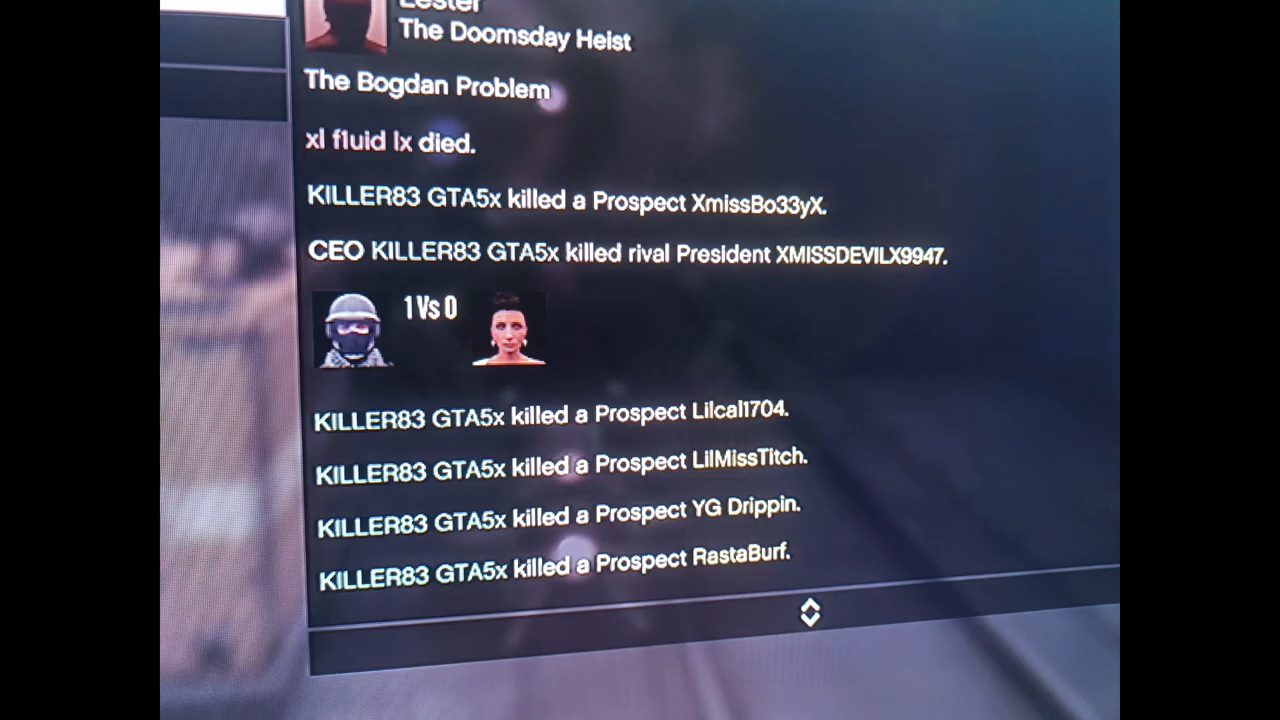 Lester
The Doomsday Heist
The Bogdan Problem
xl f1uid lx died.
KILLER83 GTA5x killed a Prospect XmissBo33yX.
CEO KILLER83 GTA5x killed rival President XMISSDEVILX9947.
1 Vs 0
KILLER83 GTA5x killed a Prospect Lilcal1704.
KILLER83 GTA5x killed a Prospect LilMissTitch.
KILLER83 GTA5x killed a Prospect YG Drippin.
KILLER83 GTA5x killed a Prospect RastaBurf.